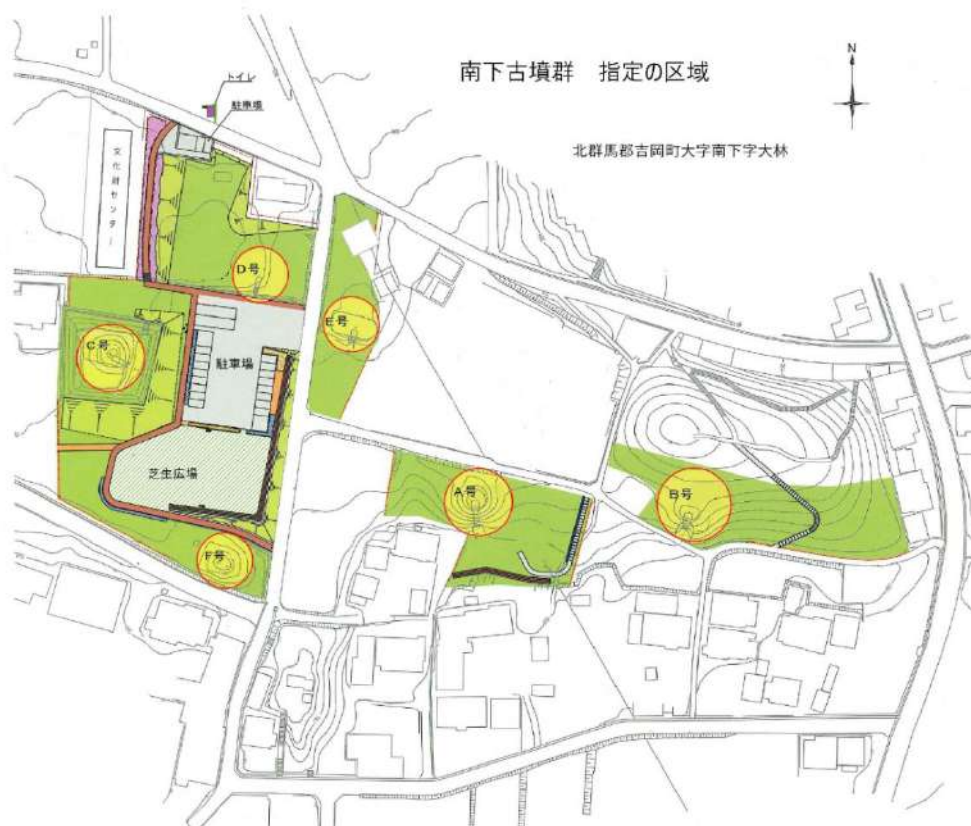 南下古墳群 指定の区域
N
北群馬郡吉岡町大字南下字大林
トイレ
駐車場
文化財センター
D号
E号
C号
駐車場
芝生広場
A号
B号
F号